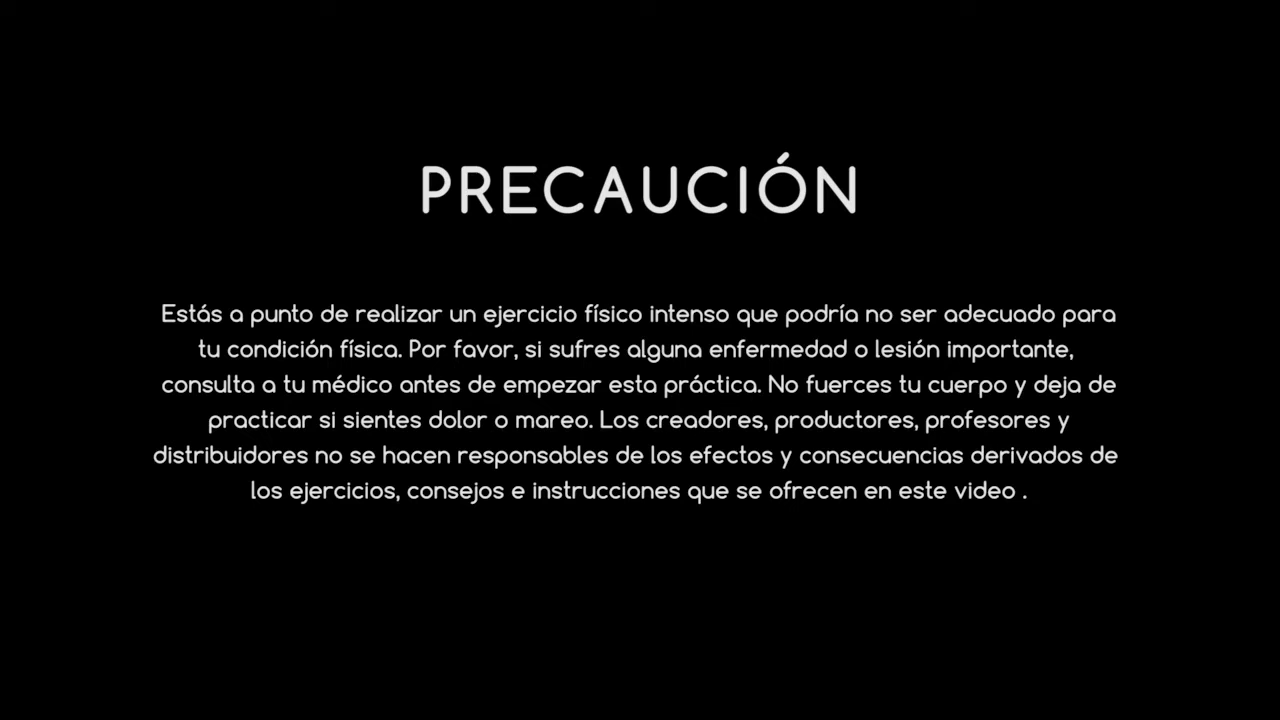 PRECAUCIÓN
Estás a punto de realizar un ejercicio físico intenso que podría no ser adecuado para
tu condición física. Por favor, si sufres alguna enfermedad o lesión importante,
consulta a tu médico antes de empezar esta práctica. No fuerces tu cuerpo y deja de
practicar si sientes dolor o mareo. Los creadores, productores, profesores y
distribuidores no se hacen responsables de los efectos y consecuencias derivados de
los ejercicios, consejos e instrucciones que se ofrecen en este video .